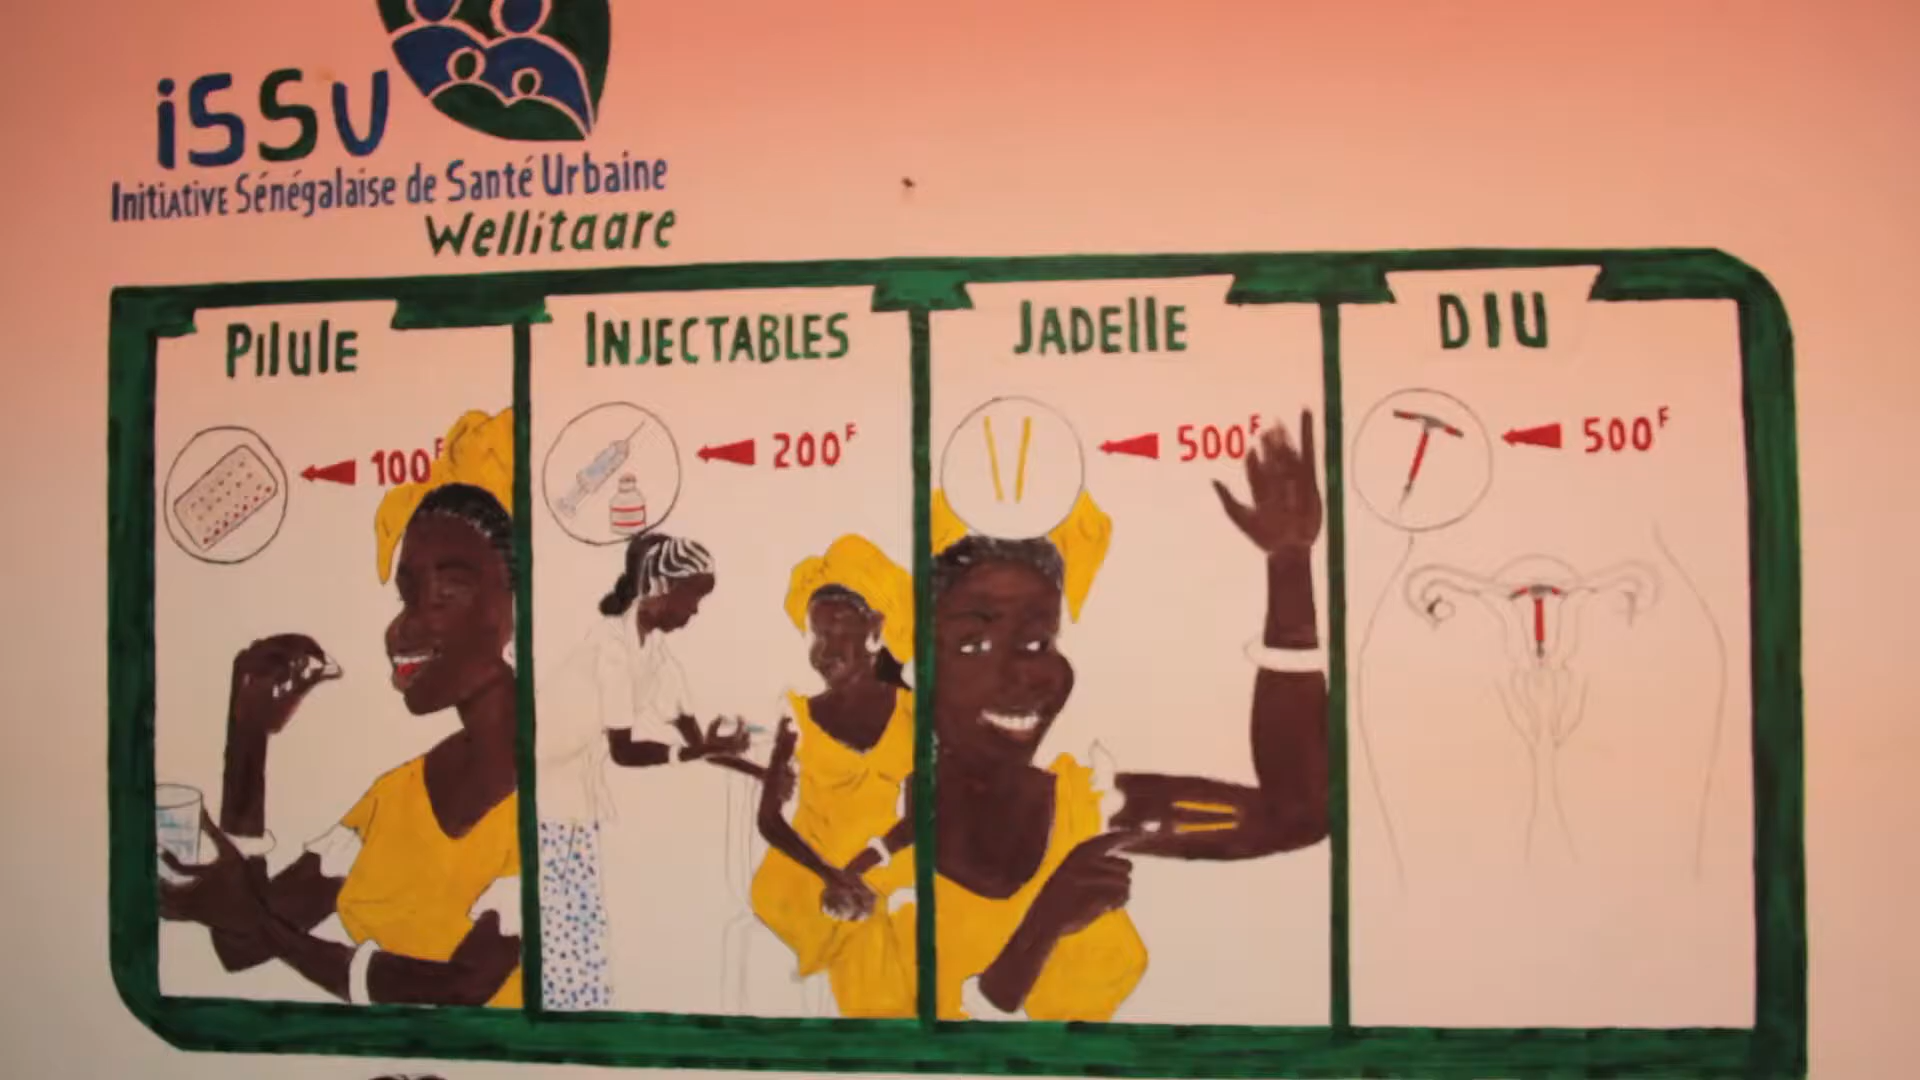 iSSU
Initiative Sénégalaise de Santé Urbaine
Wellitaare
Pilule
INJECTABLES
JADElle
DIU
100F
200F
500F
500F